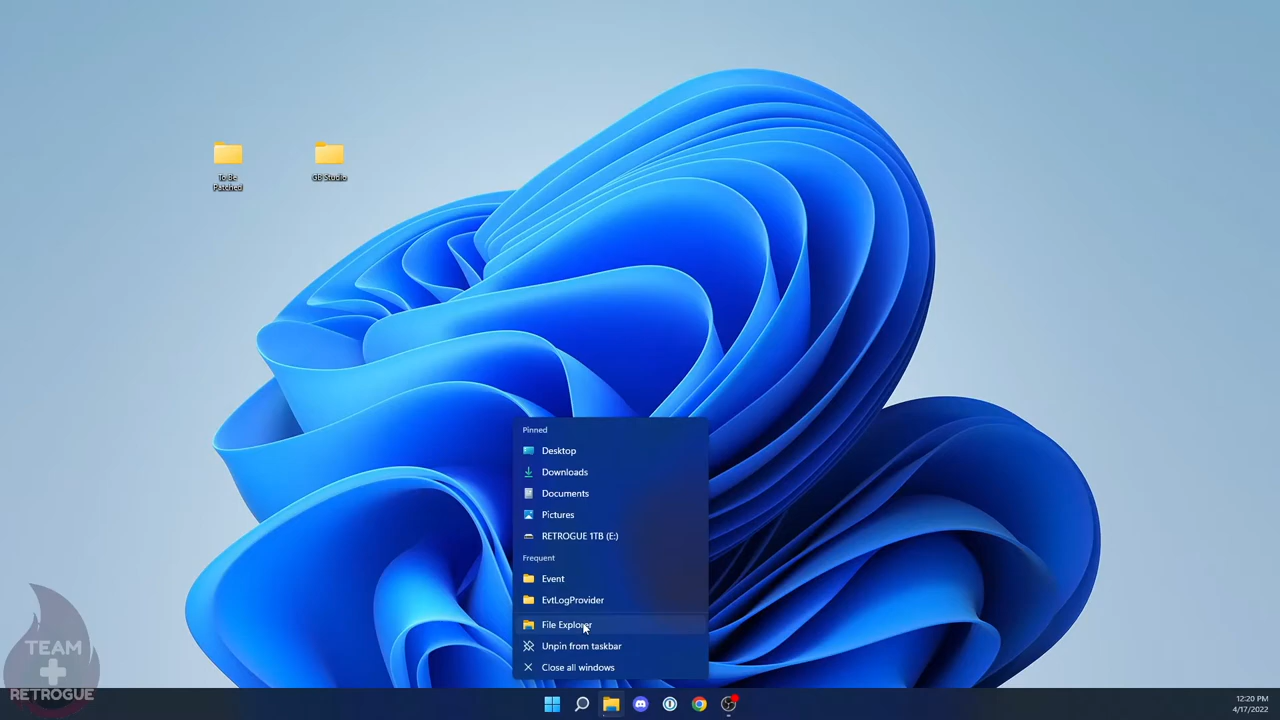 To Be
Patched
GB Studio
Pinned
Desktop
Downloads
Documents
Pictures
RETROGUE 1TB (E:)
Frequent
Event
EvtLogProvider
File Explorer
Unpin from taskbar
Close all windows
TEAM
RETROGUE
12:20 PM
4/17/2022